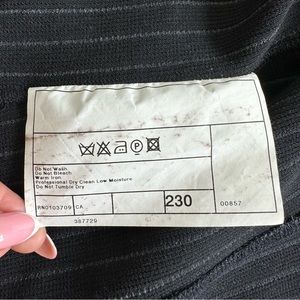 Do Not Wash
Do Not Bleach
Warm Iron
Professional Dry Clean Low Moisture
Do Not Tumble Dry
RN0103709 CA
230
00857
387729